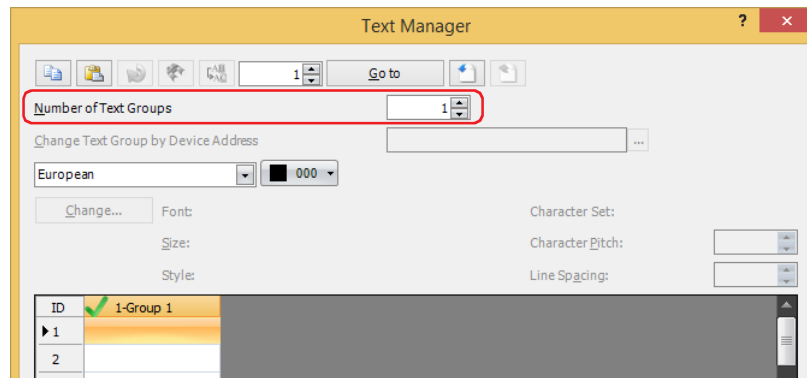 Text Manager
?
1 Go to
Number of Text Groups 1
Change Text Group by Device Address ...
European 000
Change... Font: Character Set:
Size: Character Pitch:
Style: Line Spacing:
ID 1-Group 1
1
2